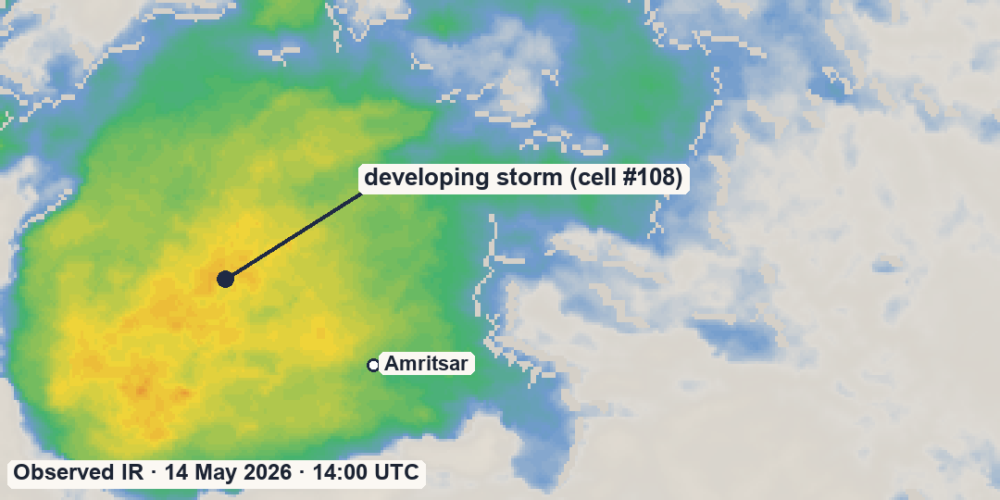 developing storm (cell #108)
Amritsar
Observed IR · 14 May 2026 · 14:00 UTC